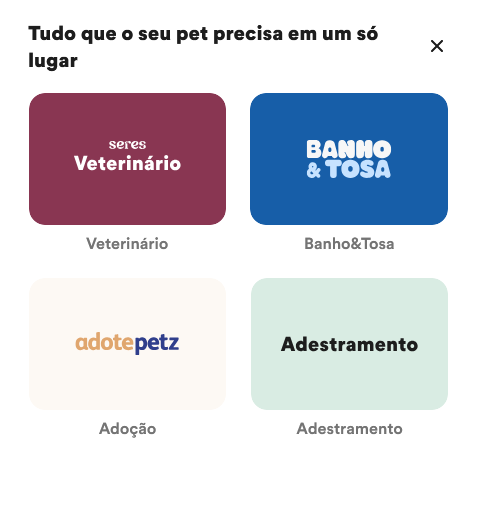 Tudo que o seu pet precisa em um só
lugar
seres
Veterinário
BANHO
& TOSA
Veterinário
Banho&Tosa
adotepetz
Adestramento
Adoção
Adestramento